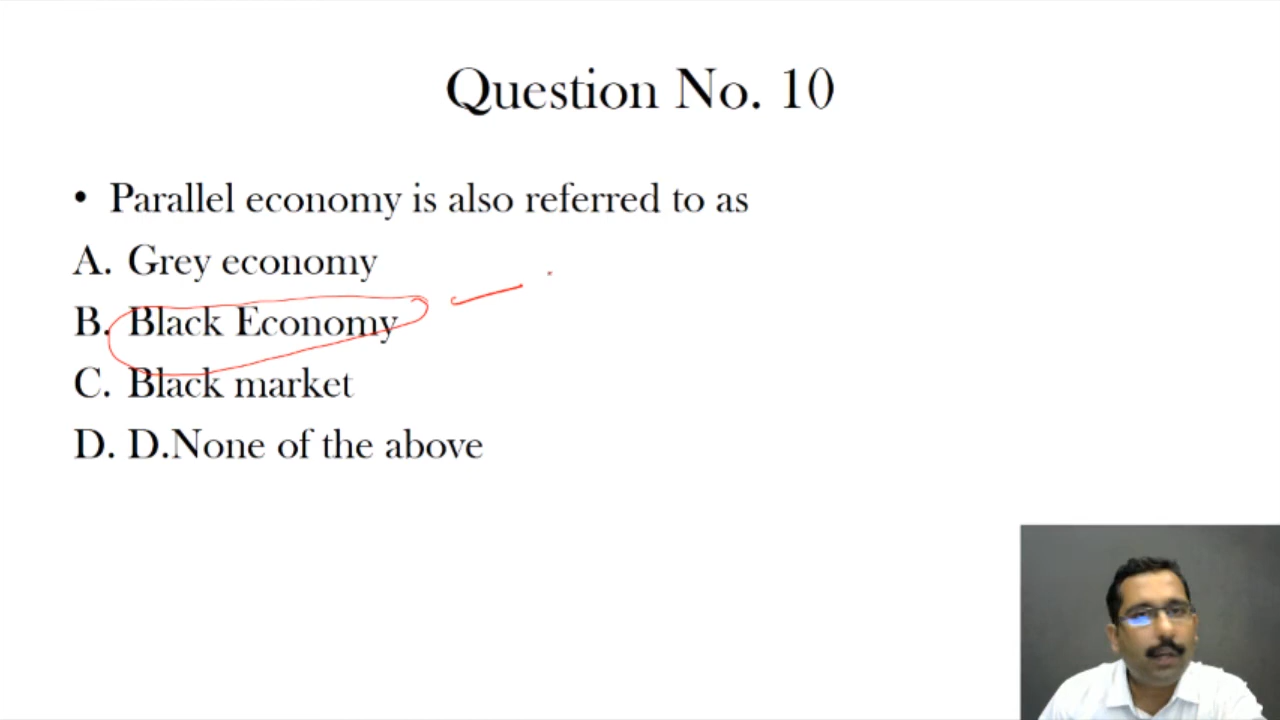 Question No. 10
• Parallel economy is also referred to as
A. Grey economy
B. Black Economy
C. Black market
D. D.None of the above